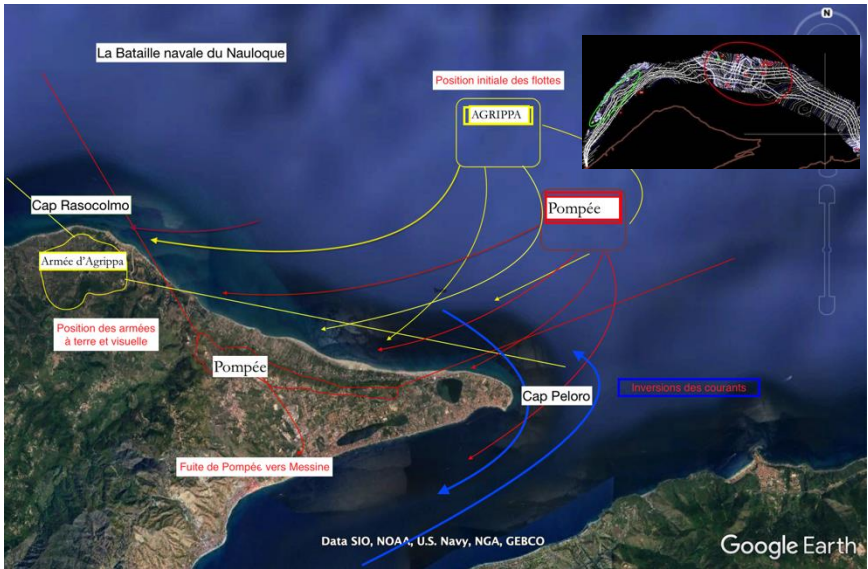 La Bataille navale du Nauloque
N
Position initiale des flottes
AGRIPPA
Pompée
Cap Rasocolmo
Armée d'Agrippa
Position des armées
à terre et visuelle
Pompée
Cap Peloro
Inversions des courants
Fuite de Pompée vers Messine
Data SIO, NOAA, U.S. Navy, NGA, GEBCO
Google Earth